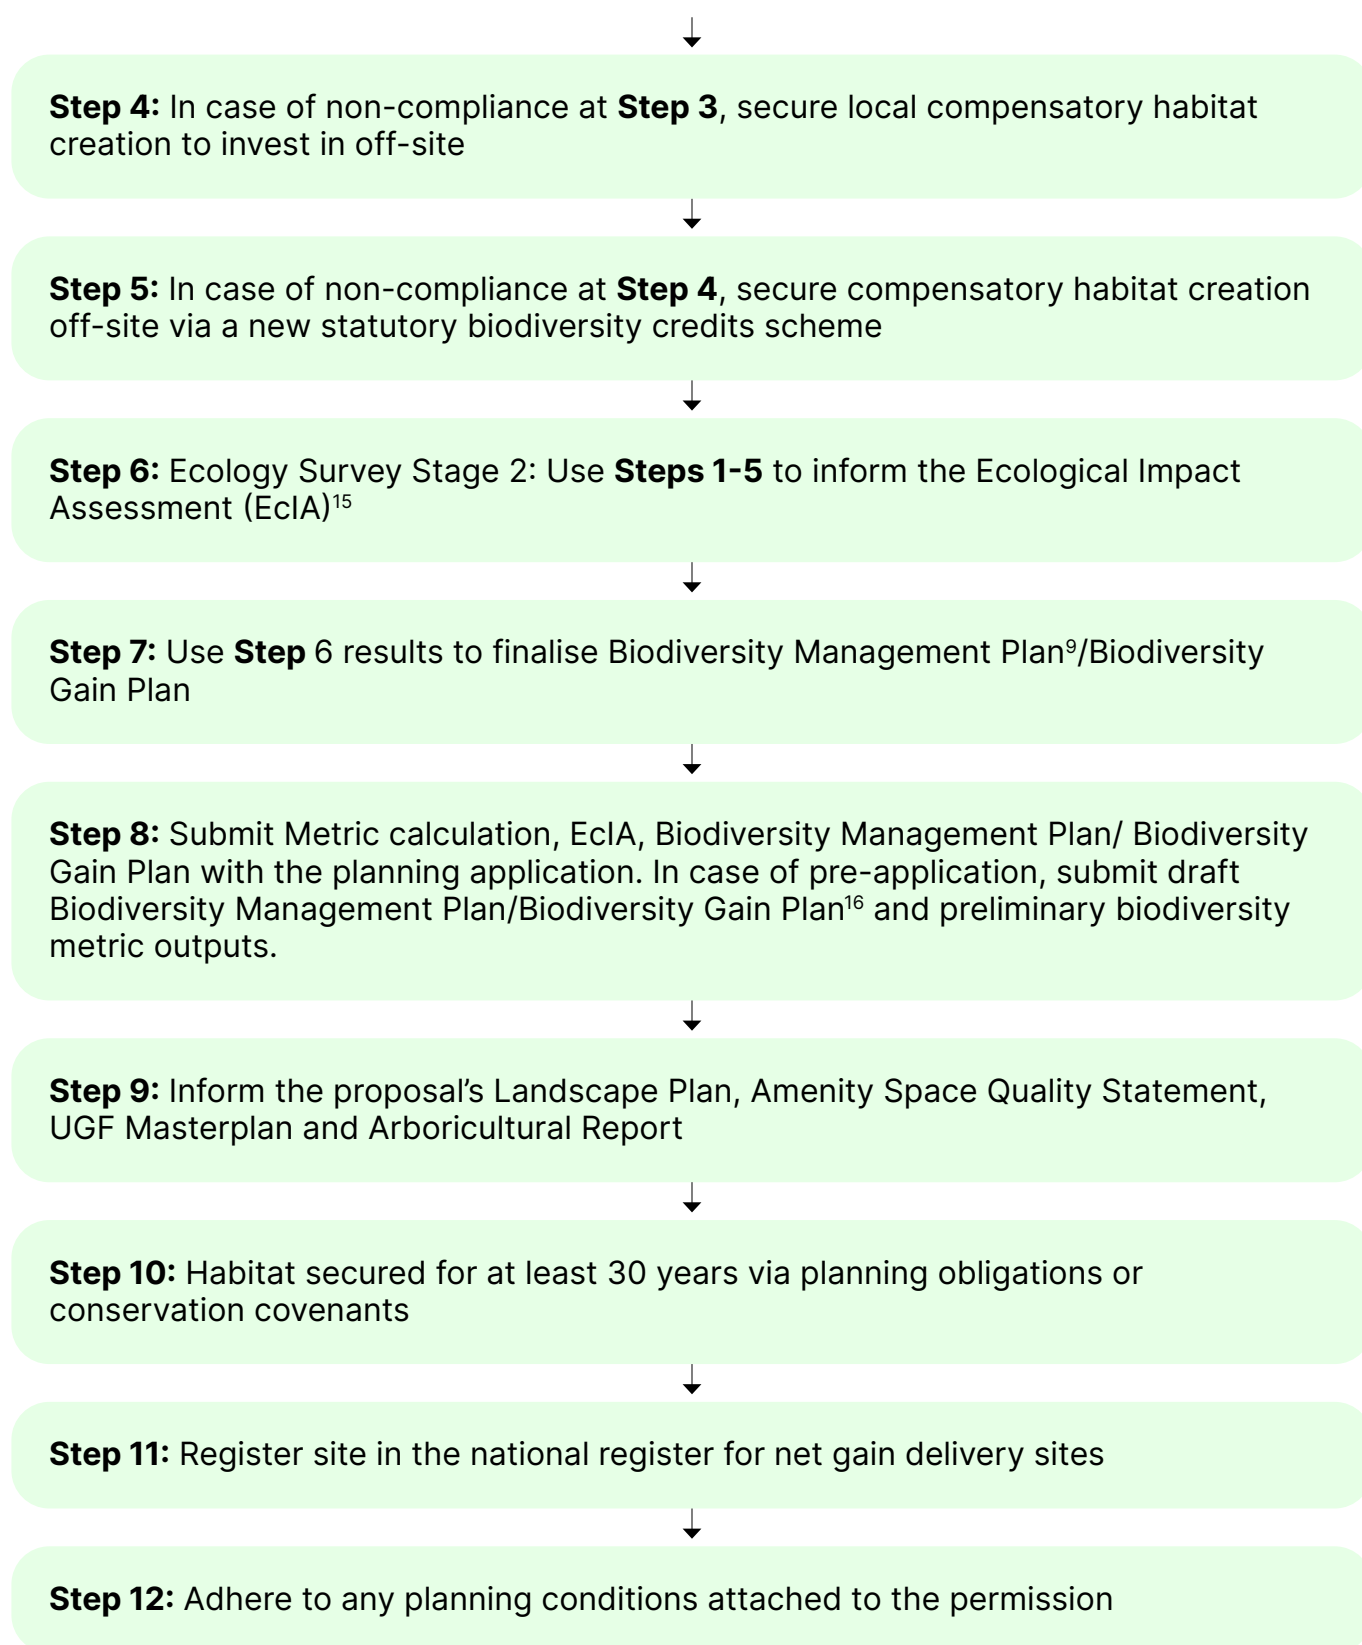 Step 4: In case of non-compliance at Step 3, secure local compensatory habitat
creation to invest in off-site
Step 5: In case of non-compliance at Step 4, secure compensatory habitat creation
off-site via a new statutory biodiversity credits scheme
Step 6: Ecology Survey Stage 2: Use Steps 1-5 to inform the Ecological Impact
Assessment (EcIA)¹⁵
Step 7: Use Step 6 results to finalise Biodiversity Management Plan⁹/Biodiversity
Gain Plan
Step 8: Submit Metric calculation, EcIA, Biodiversity Management Plan/ Biodiversity
Gain Plan with the planning application. In case of pre-application, submit draft
Biodiversity Management Plan/Biodiversity Gain Plan¹⁶ and preliminary biodiversity
metric outputs.
Step 9: Inform the proposal’s Landscape Plan, Amenity Space Quality Statement,
UGF Masterplan and Arboricultural Report
Step 10: Habitat secured for at least 30 years via planning obligations or
conservation covenants
Step 11: Register site in the national register for net gain delivery sites
Step 12: Adhere to any planning conditions attached to the permission